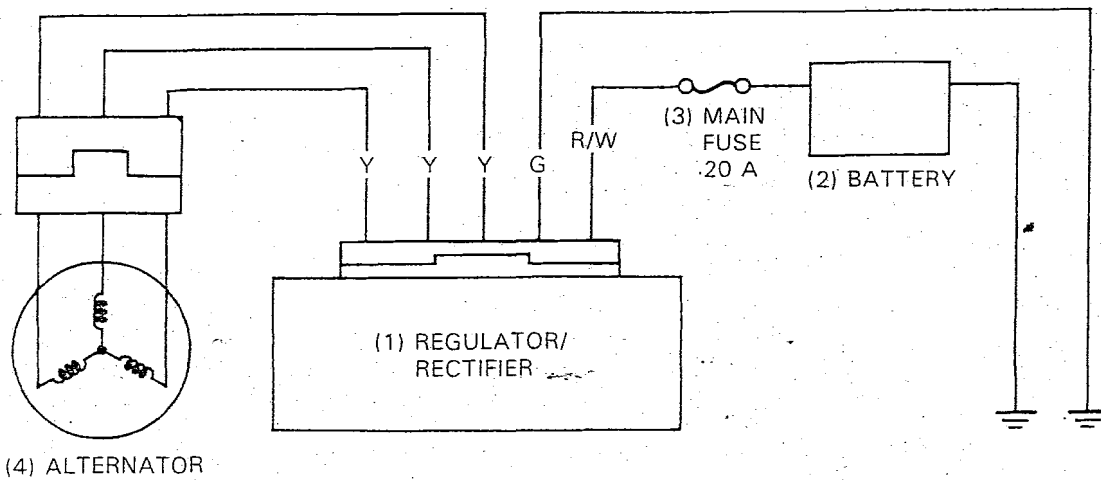 R/W
(3) MAIN
FUSE
20 A
Y Y Y G
(2) BATTERY
(1) REGULATOR/
RECTIFIER
(4) ALTERNATOR